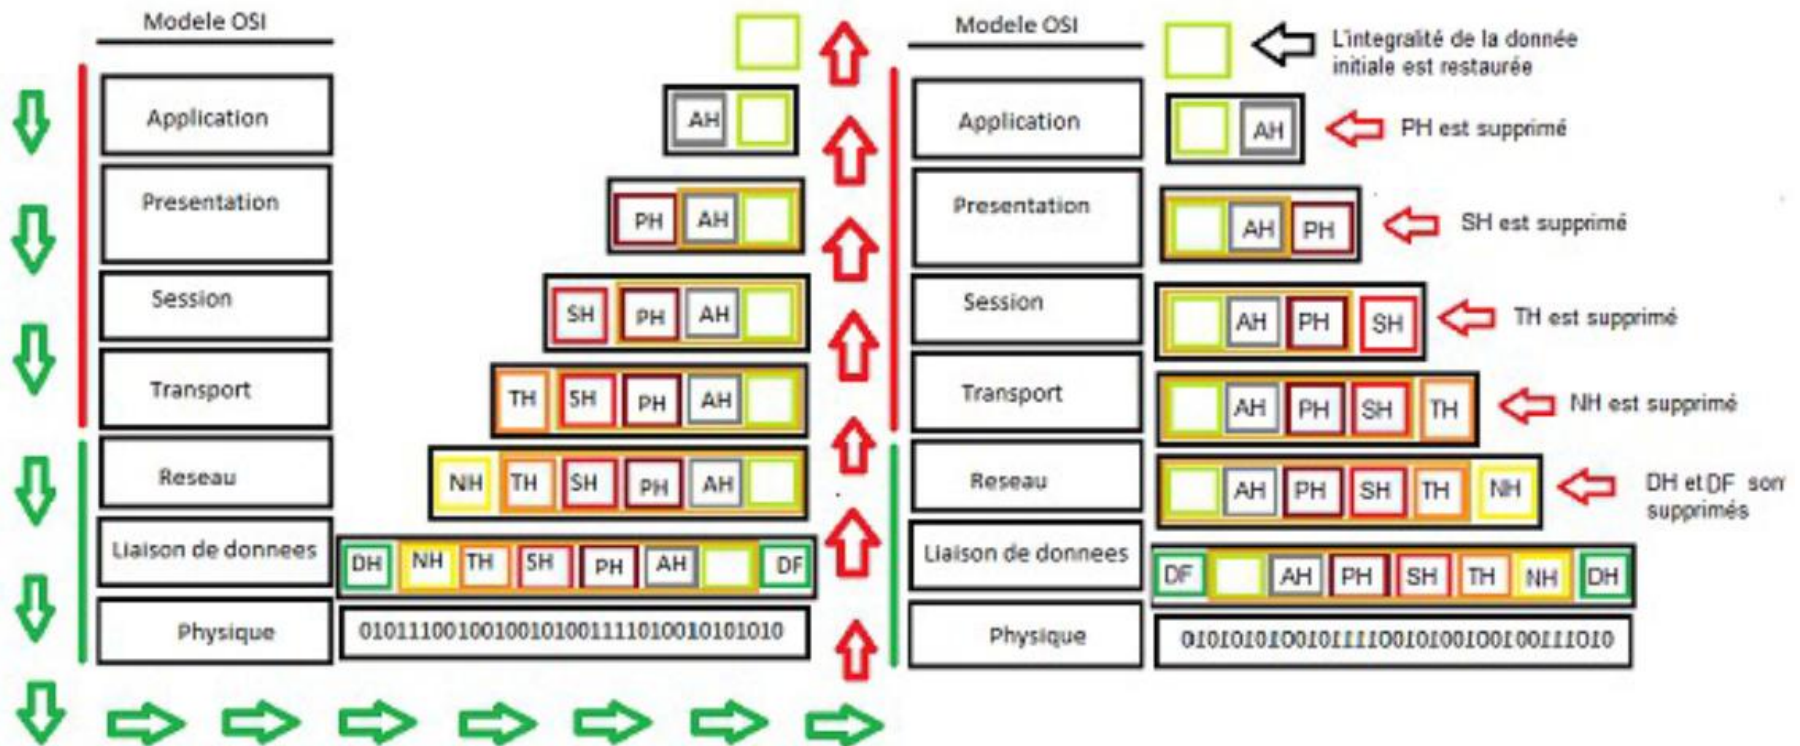 Modele OSI
Application
AH
Presentation
PH AH
Session
SH PH AH
Transport
TH SH PH AH
Reseau
NH TH SH PH AH
Liaison de donnees
DH NH TH SH PH AH DF
Physique
Modele OSI
L'integralité de la donnée
initiale est restaurée
Application
AH
PH est supprimé
Presentation
AH PH
SH est supprimé
Session
AH PH SH
TH est supprimé
Transport
AH PH SH TH
NH est supprimé
Reseau
AH PH SH TH NH
DH et DF son
supprimés
Liaison de donnees
DF AH PH SH TH NH DH
Physique